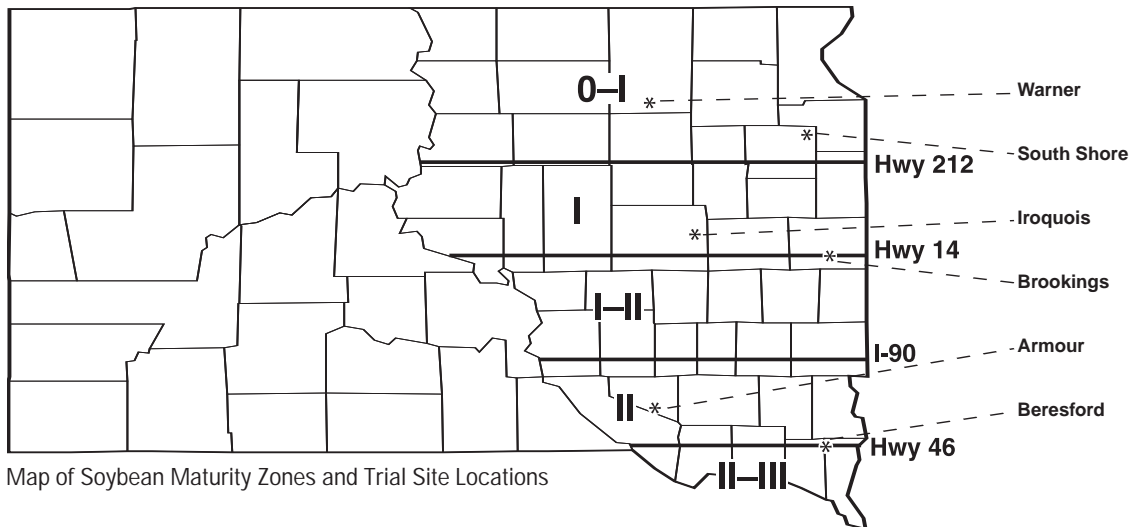 0–I
Warner
South Shore
Hwy 212
I
Iroquois
Hwy 14
Brookings
I–II
I-90
Armour
II
Beresford
Hwy 46
II–III
Map of Soybean Maturity Zones and Trial Site Locations